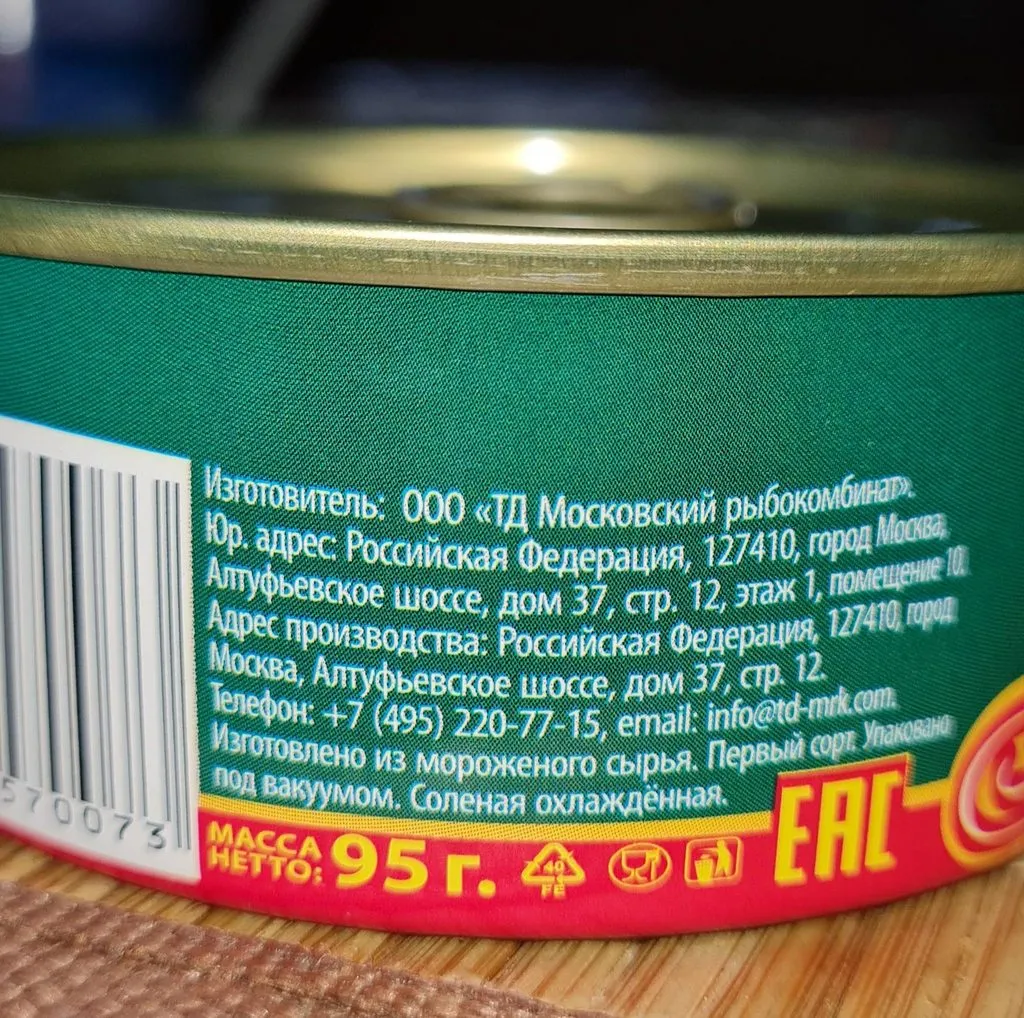 Изготовитель: ООО «ТД Московский рыбокомбинат».
Юр. адрес: Российская Федерация, 127410, город Москва,
Алтуфьевское шоссе, дом 37, стр. 12, этаж 1, помещение 10.
Адрес производства: Российская Федерация, 127410, город
Москва, Алтуфьевское шоссе, дом 37, стр. 12.
Телефон: +7 (495) 220-77-15, email: info@td-mrk.com.
Изготовлено из мороженого сырья. Первый сорт. Упаковано
под вакуумом. Соленая охлаждённая.
570073
МАССА
НЕТТО: 95 г.
40
FE
EAC